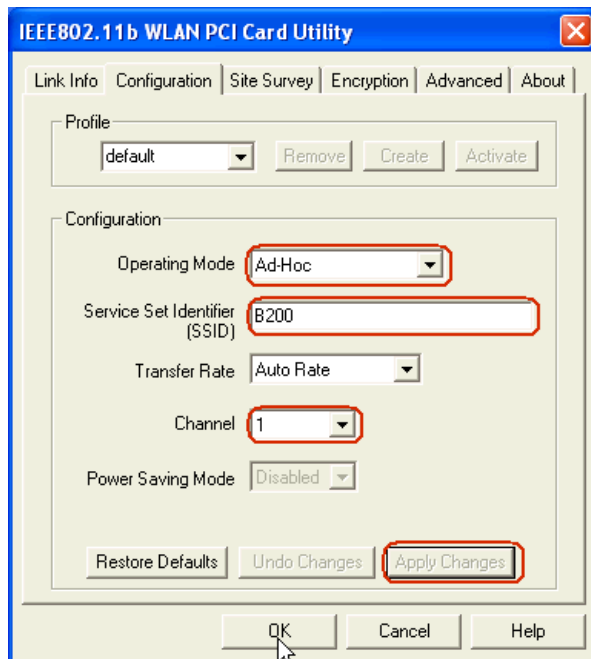 IEEE802.11b WLAN PCI Card Utility
Link Info Configuration Site Survey Encryption Advanced About
Profile
default Remove Create Activate
Configuration
Operating Mode Ad-Hoc
Service Set Identifier
(SSID) B200
Transfer Rate Auto Rate
Channel 1
Power Saving Mode Disabled
Restore Defaults Undo Changes Apply Changes
OK Cancel Help